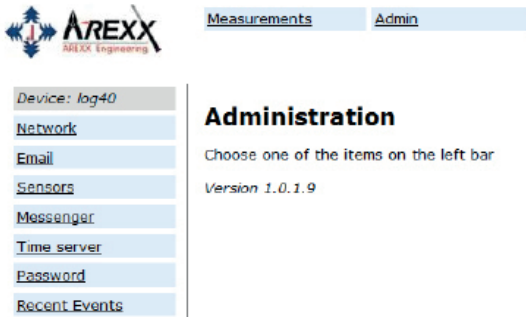 AREXX
AREXX Engineering
Measurements
Admin
Device: log40
Network
Email
Sensors
Messenger
Time server
Password
Recent Events
Administration
Choose one of the items on the left bar
Version 1.0.1.9